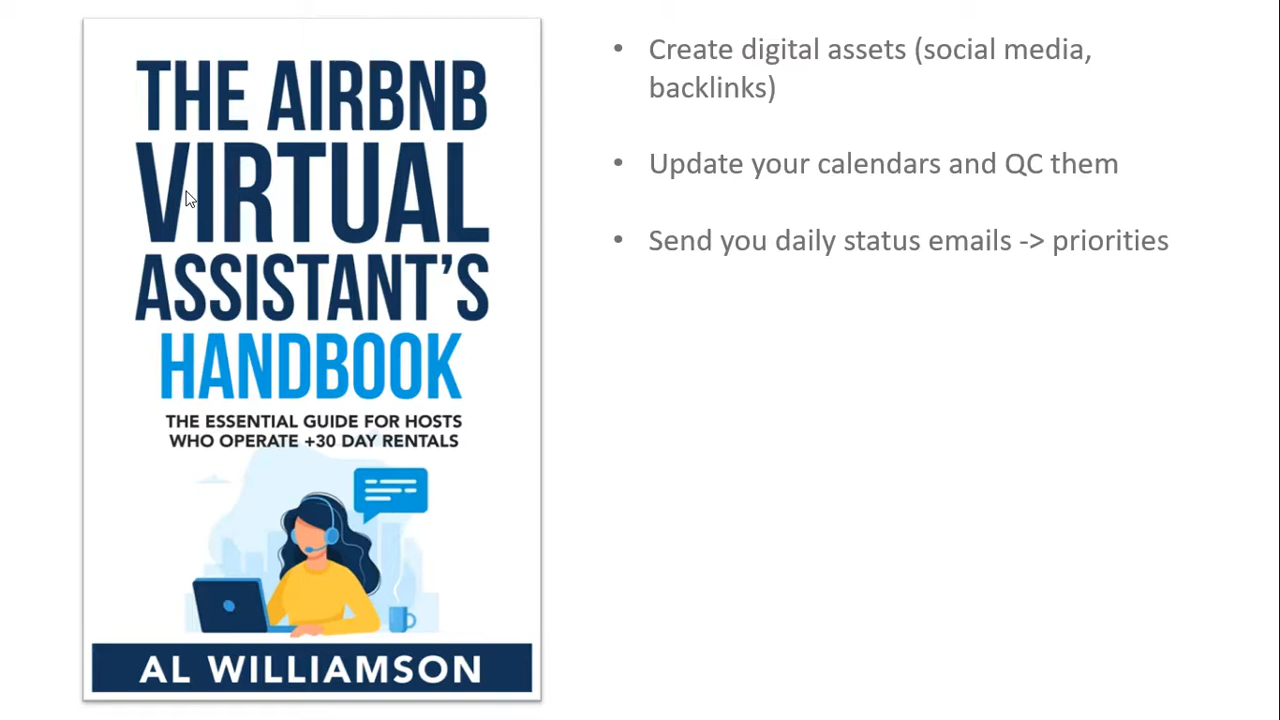 THE AIRBNB
VIRTUAL
ASSISTANT'S
HANDBOOK
THE ESSENTIAL GUIDE FOR HOSTS
WHO OPERATE +30 DAY RENTALS
AL WILLIAMSON
• Create digital assets (social media,
backlinks)
• Update your calendars and QC them
• Send you daily status emails -> priorities